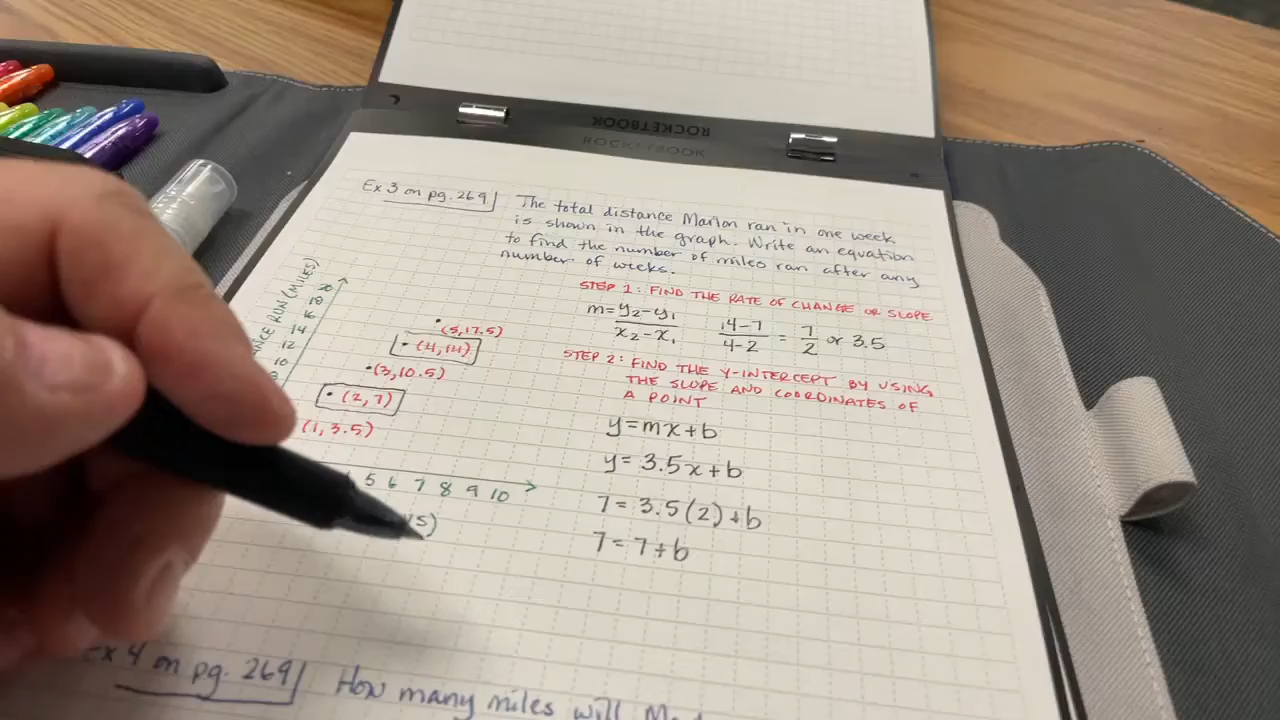 ROCKETBOOK
ROCKETBOOK
Ex 3 on pg. 269
The total distance Marlon ran in one week
is shown in the graph. Write an equation
to find the number of miles ran after any
number of weeks.
STEP 1: FIND THE RATE OF CHANGE OR SLOPE
m = y₂-y₁ / x₂-x₁ 14-7 / 4-2 = 7/2 or 3.5
STEP 2: FIND THE Y-INTERCEPT BY USING
THE SLOPE AND COORDINATES OF
A POINT
y=mx+b
y= 3.5x+b
7= 3.5(2)+b
7= 7+b
RUN (MILES)
20
18
16
14
12
10
(5,17.5)
(4,14)
(3,10.5)
(2,7)
(1,3.5)
5 6 7 8 9 10
Ex 4 on pg. 269
How many miles will